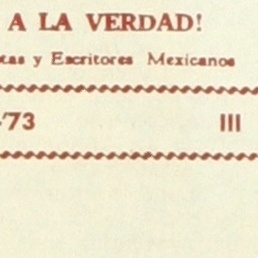 A LA VERDAD!
tas y Escritores Mexicanos
-73 III